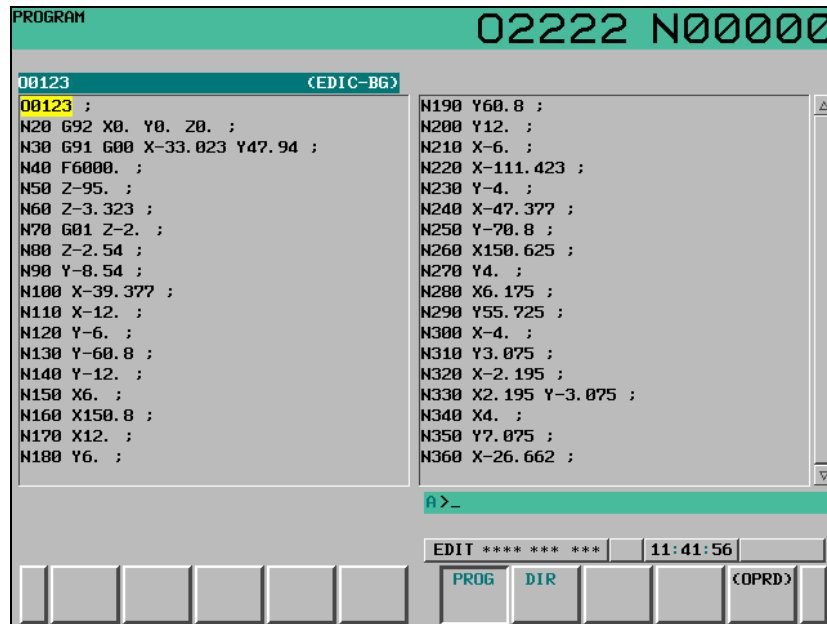 PROGRAM
O2222 N00000
O0123 (EDIC-BG)
O0123 ;
N20 G92 X0. Y0. Z0. ;
N30 G91 G00 X-33.023 Y47.94 ;
N40 F6000. ;
N50 Z-95. ;
N60 Z-3.323 ;
N70 G01 Z-2. ;
N80 Z-2.54 ;
N90 Y-8.54 ;
N100 X-39.377 ;
N110 X-12. ;
N120 Y-6. ;
N130 Y-60.8 ;
N140 Y-12. ;
N150 X6. ;
N160 X150.8 ;
N170 X12. ;
N180 Y6. ;
N190 Y60.8 ;
N200 Y12. ;
N210 X-6. ;
N220 X-111.423 ;
N230 Y-4. ;
N240 X-47.377 ;
N250 Y-70.8 ;
N260 X150.625 ;
N270 Y4. ;
N280 X6.175 ;
N290 Y55.725 ;
N300 X-4. ;
N310 Y3.075 ;
N320 X-2.195 ;
N330 X2.195 Y-3.075 ;
N340 X4. ;
N350 Y7.075 ;
N360 X-26.662 ;
A>_
EDIT **** *** *** 11:41:56
PROG DIR (OPRD)